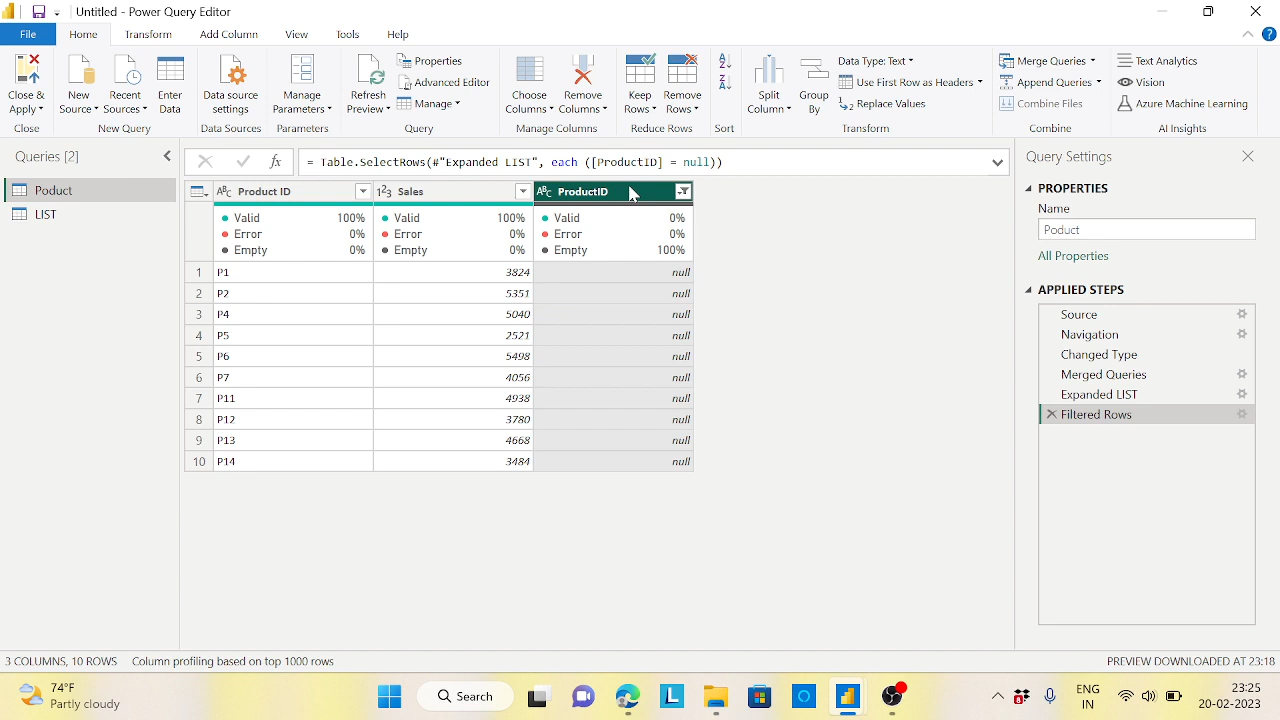 Untitled - Power Query Editor
File Home Transform Add Column View Tools Help
Close & Apply
New Source
Recent Sources
Enter Data
Data source settings
Manage Parameters
Refresh Preview
Properties
Advanced Editor
Manage
Choose Columns
Remove Columns
Keep Rows
Remove Rows
Split Column
Group By
Data Type: Text
Use First Row as Headers
Replace Values
Merge Queries
Append Queries
Combine Files
Text Analytics
Vision
Azure Machine Learning
Close New Query Data Sources Parameters Query Manage Columns Reduce Rows Sort Transform Combine AI Insights
Queries [2]
Poduct
LIST
fx = Table.SelectRows(#"Expanded LIST", each ([ProductID] = null))
Product ID Sales ProductID
Valid 100% Valid 100% Valid 0%
Error 0% Error 0% Error 0%
Empty 0% Empty 0% Empty 100%
1 P1 3824 null
2 P2 5351 null
3 P4 5040 null
4 P5 2521 null
5 P6 5498 null
6 P7 4056 null
7 P11 4938 null
8 P12 3780 null
9 P13 4668 null
10 P14 3484 null
Query Settings
PROPERTIES
Name
Poduct
All Properties
APPLIED STEPS
Source
Navigation
Changed Type
Merged Queries
Expanded LIST
Filtered Rows
3 COLUMNS, 10 ROWS Column profiling based on top 1000 rows PREVIEW DOWNLOADED AT 23:18
74°F
Partly cloudy
Search
ENG
IN
23:25
20-02-2023